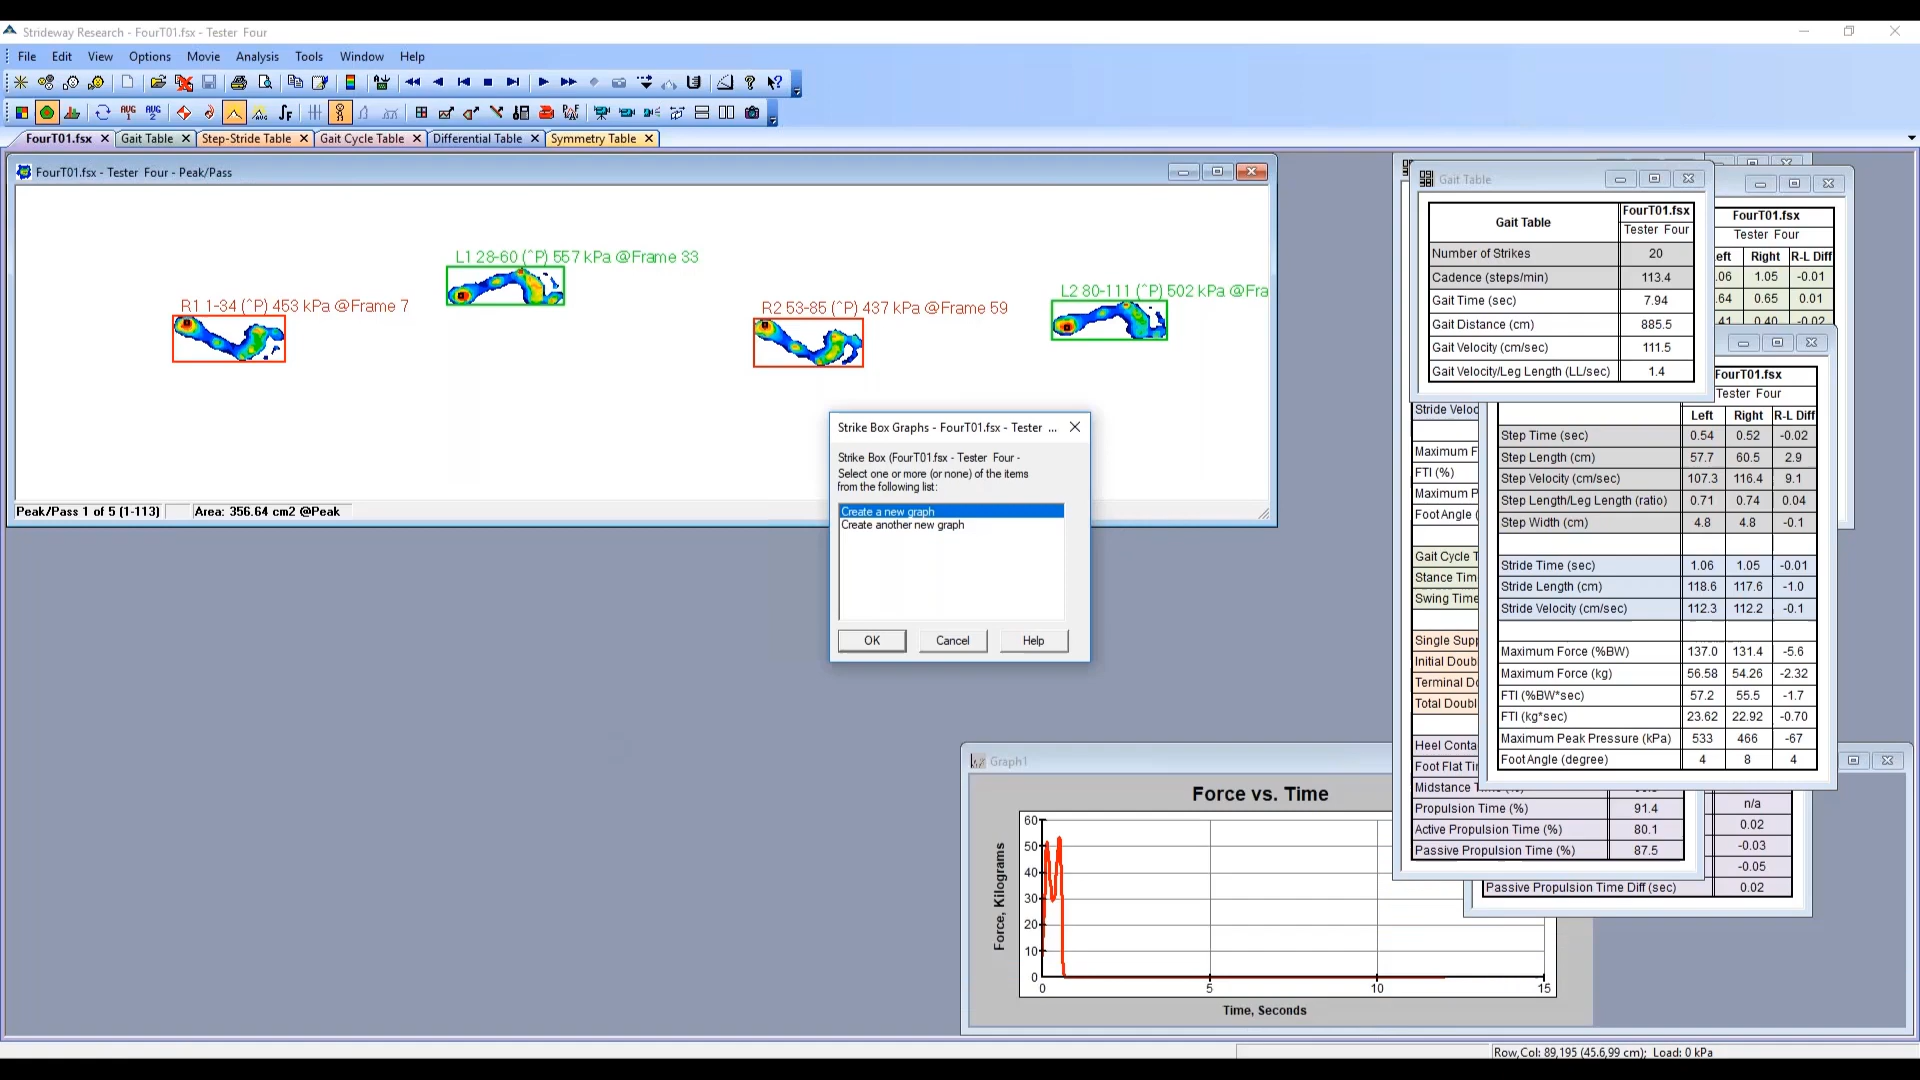 Strideway Research - FourT01.fsx - Tester Four
File Edit View Options Movie Analysis Tools Window Help
FourT01.fsx Gait Table Step-Stride Table Gait Cycle Table Differential Table Symmetry Table
FourT01.fsx - Tester Four - Peak/Pass
L1 28-60 (^P) 557 kPa @Frame 33
R1 1-34 (^P) 453 kPa @Frame 7
R2 53-85 (^P) 437 kPa @Frame 59
L2 80-111 (^P) 502 kPa @Fra
Peak/Pass 1 of 5 (1-113) Area: 356.64 cm2 @Peak
Strike Box Graphs - FourT01.fsx - Tester ...
Strike Box (FourT01.fsx - Tester Four -
Select one or more (or none) of the items
from the following list:
Create a new graph
Create another new graph
OK Cancel Help
Gait Table
Gait Table FourT01.fsx
Tester Four
Number of Strikes 20
Cadence (steps/min) 113.4
Gait Time (sec) 7.94
Gait Distance (cm) 885.5
Gait Velocity (cm/sec) 111.5
Gait Velocity/Leg Length (LL/sec) 1.4
FourT01.fsx
Tester Four
eft Right R-L Diff
.06 1.05 -0.01
.64 0.65 0.01
.41 0.40 -0.02
Stride Veloc
Maximum F
FTI (%)
Maximum P
Foot Angle (
Gait Cycle T
Stance Tim
Swing Time
Single Supp
Initial Doub
Terminal Do
Total Doubl
Heel Conta
Foot Flat Ti
Midstance T
Propulsion Time (%) 91.4
Active Propulsion Time (%) 80.1
Passive Propulsion Time (%) 87.5
FourT01.fsx
Tester Four
Left Right R-L Diff
Step Time (sec) 0.54 0.52 -0.02
Step Length (cm) 57.7 60.5 2.9
Step Velocity (cm/sec) 107.3 116.4 9.1
Step Length/Leg Length (ratio) 0.71 0.74 0.04
Step Width (cm) 4.8 4.8 -0.1
Stride Time (sec) 1.06 1.05 -0.01
Stride Length (cm) 118.6 117.6 -1.0
Stride Velocity (cm/sec) 112.3 112.2 -0.1
Maximum Force (%BW) 137.0 131.4 -5.6
Maximum Force (kg) 56.58 54.26 -2.32
FTI (%BW*sec) 57.2 55.5 -1.7
FTI (kg*sec) 23.62 22.92 -0.70
Maximum Peak Pressure (kPa) 533 466 -67
Foot Angle (degree) 4 8 4
n/a
0.02
-0.03
-0.05
Passive Propulsion Time Diff (sec) 0.02
Graph1
Force vs. Time
Force, Kilograms
60
50
40
30
20
10
0
0 5 10 15
Time, Seconds
Row,Col: 89,195 (45.6,99 cm); Load: 0 kPa